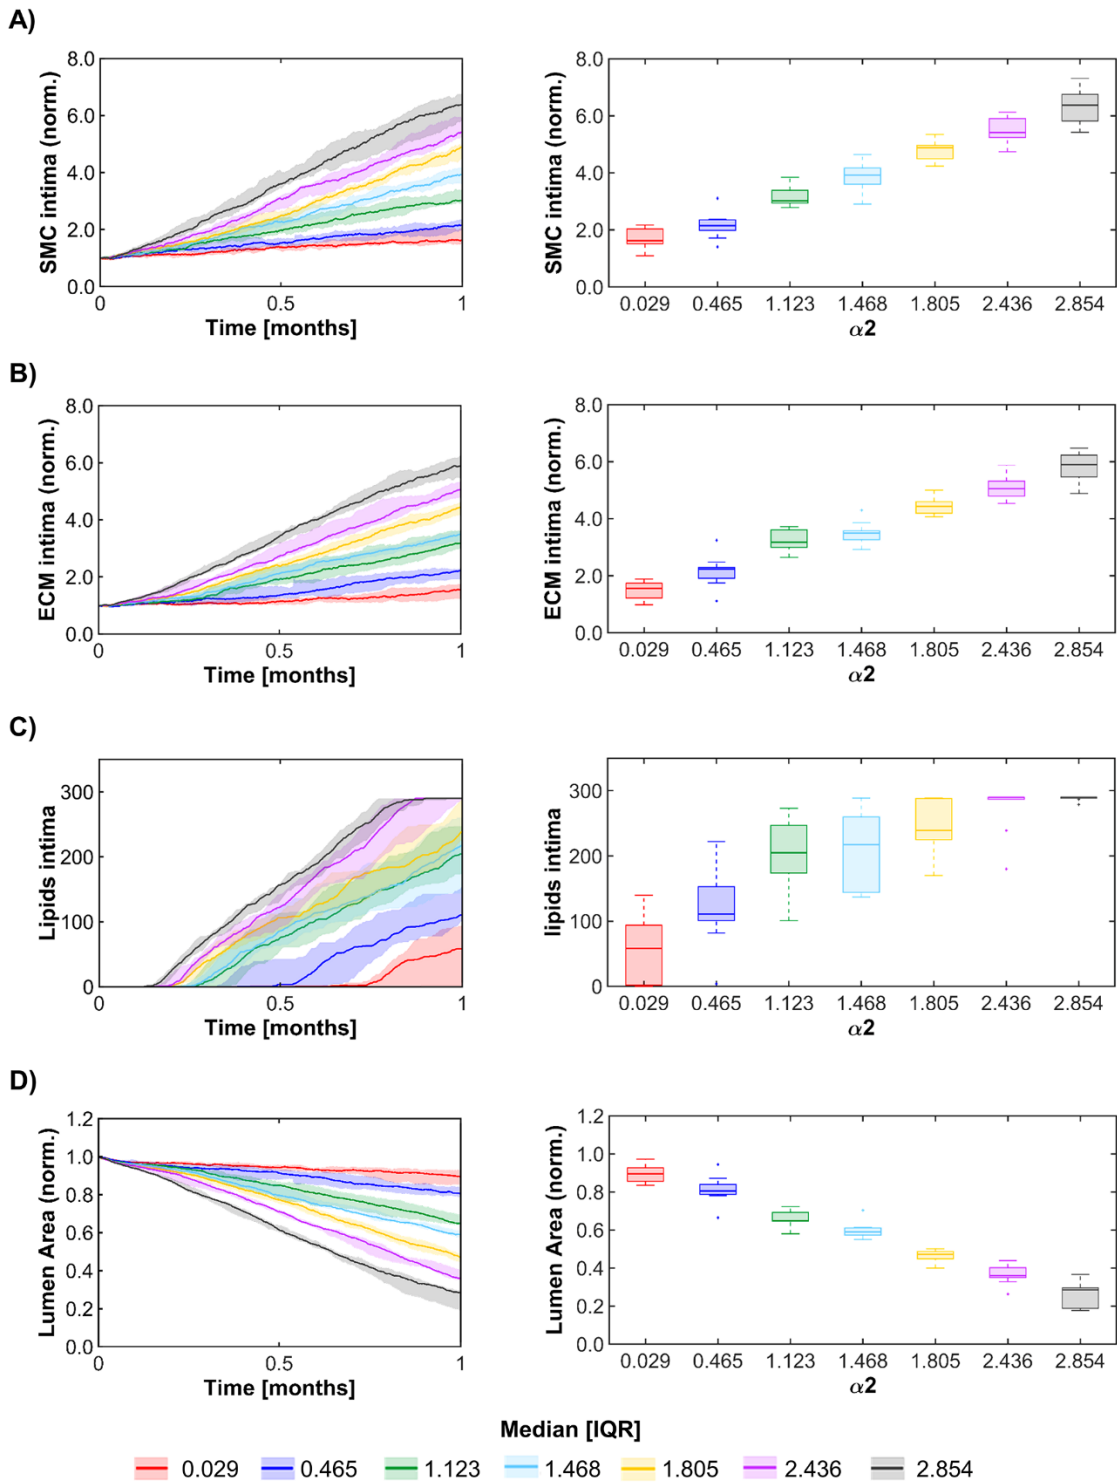 A)
8.0
6.0
4.0
2.0
0.0
SMC intima (norm.)
0 0.5 1
Time [months]
8.0
6.0
4.0
2.0
0.0
SMC intima (norm.)
0.029 0.465 1.123 1.468 1.805 2.436 2.854
α2
B)
8.0
6.0
4.0
2.0
0.0
ECM intima (norm.)
0 0.5 1
Time [months]
8.0
6.0
4.0
2.0
0.0
ECM intima (norm.)
0.029 0.465 1.123 1.468 1.805 2.436 2.854
α2
C)
300
200
100
0
Lipids intima
0 0.5 1
Time [months]
300
200
100
0
lipids intima
0.029 0.465 1.123 1.468 1.805 2.436 2.854
α2
D)
1.2
1.0
0.8
0.6
0.4
0.2
0.0
Lumen Area (norm.)
0 0.5 1
Time [months]
1.2
1.0
0.8
0.6
0.4
0.2
0.0
Lumen Area (norm.)
0.029 0.465 1.123 1.468 1.805 2.436 2.854
α2
Median [IQR]
0.029 0.465 1.123 1.468 1.805 2.436 2.854